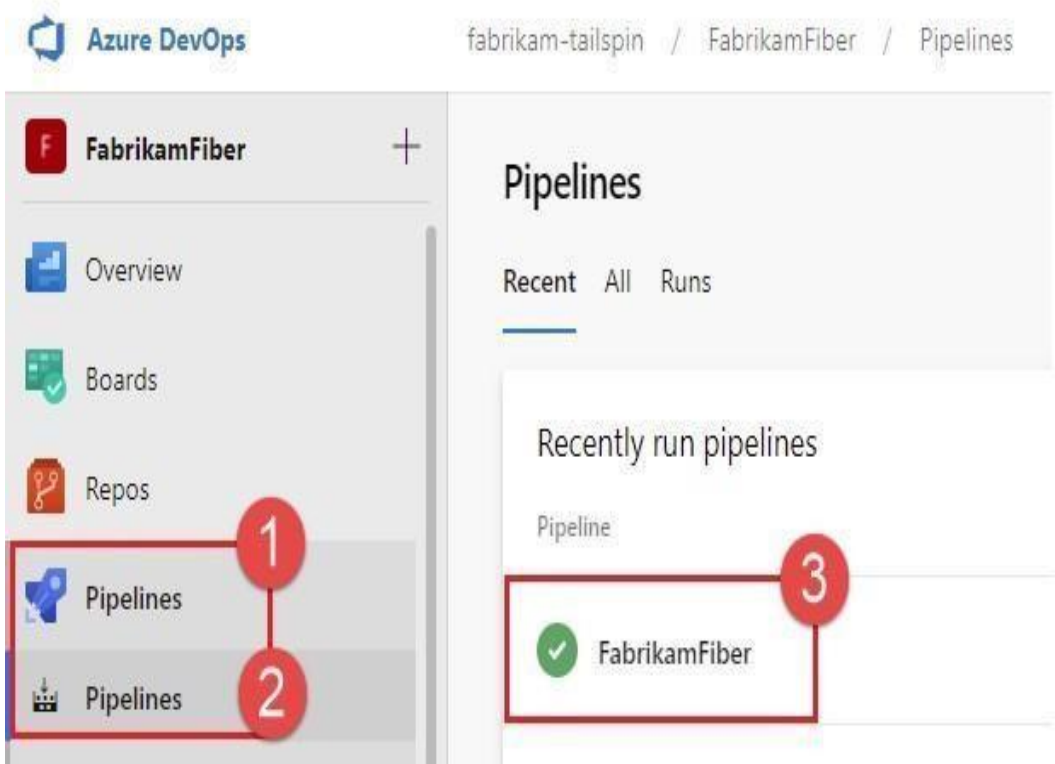 Azure DevOps
fabrikam-tailspin / FabrikamFiber / Pipelines
F FabrikamFiber +
Overview
Boards
Repos
1
Pipelines
Pipelines 2
Pipelines
Recent All Runs
Recently run pipelines
Pipeline
3
FabrikamFiber